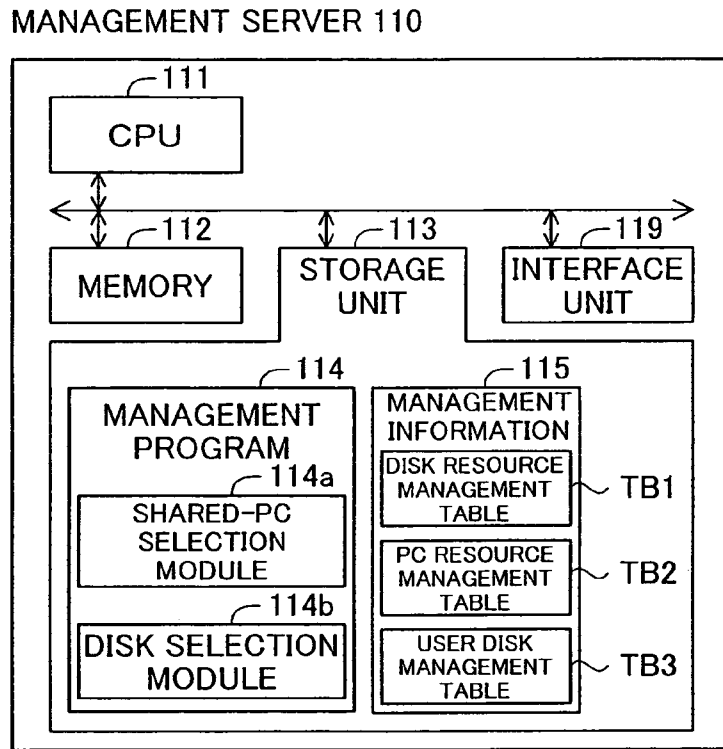 MANAGEMENT SERVER 110
111
CPU
112
MEMORY
113
STORAGE
UNIT
119
INTERFACE
UNIT
114
MANAGEMENT
PROGRAM
114a
SHARED-PC
SELECTION
MODULE
114b
DISK SELECTION
MODULE
115
MANAGEMENT
INFORMATION
DISK RESOURCE
MANAGEMENT
TABLE
TB1
PC RESOURCE
MANAGEMENT
TABLE
TB2
USER DISK
MANAGEMENT
TABLE
TB3